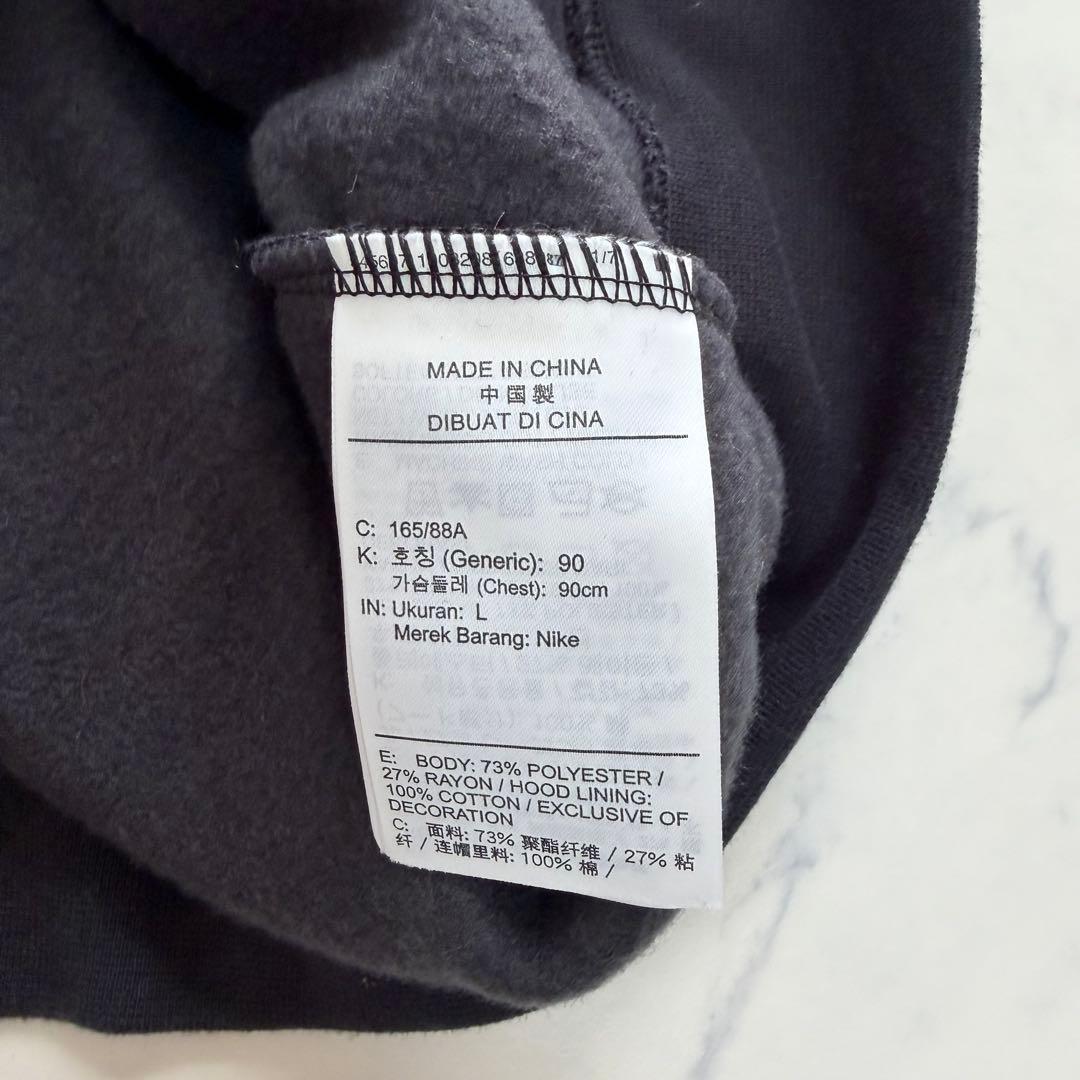 MADE IN CHINA
中国製
DIBUAT DI CINA
C: 165/88A
K: 호칭 (Generic): 90
가슴둘레 (Chest): 90cm
IN: Ukuran: L
Merek Barang: Nike
E: BODY: 73% POLYESTER /
27% RAYON / HOOD LINING:
100% COTTON / EXCLUSIVE OF
DECORATION
C: 面料: 73% 聚酯纤维 / 27% 粘
纤 / 连帽里料: 100% 棉 /